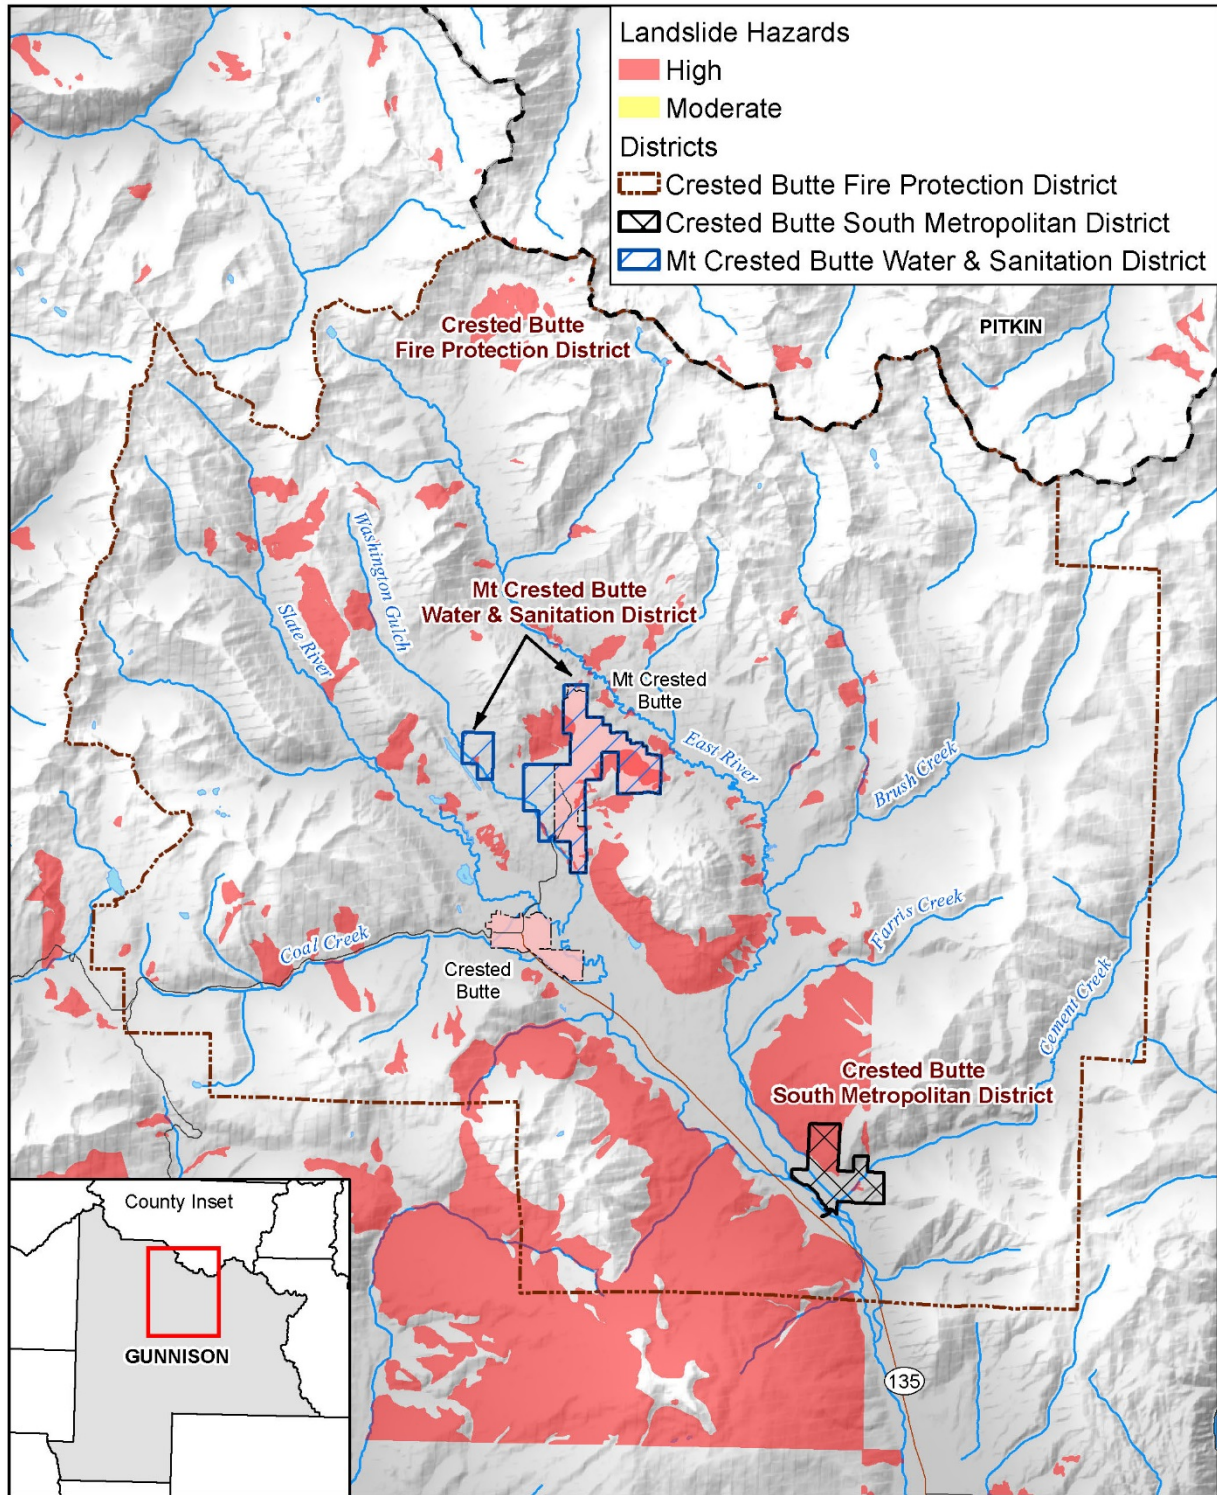 Landslide Hazards
High
Moderate
Districts
Crested Butte Fire Protection District
Crested Butte South Metropolitan District
Mt Crested Butte Water & Sanitation District
PITKIN
Crested Butte
Fire Protection District
Washington Gulch
Mt Crested Butte
Water & Sanitation District
Slate River
Mt Crested
Butte
East River
Brush Creek
Farris Creek
Coal Creek
Crested
Butte
Cement Creek
Crested Butte
South Metropolitan District
County Inset
GUNNISON
135